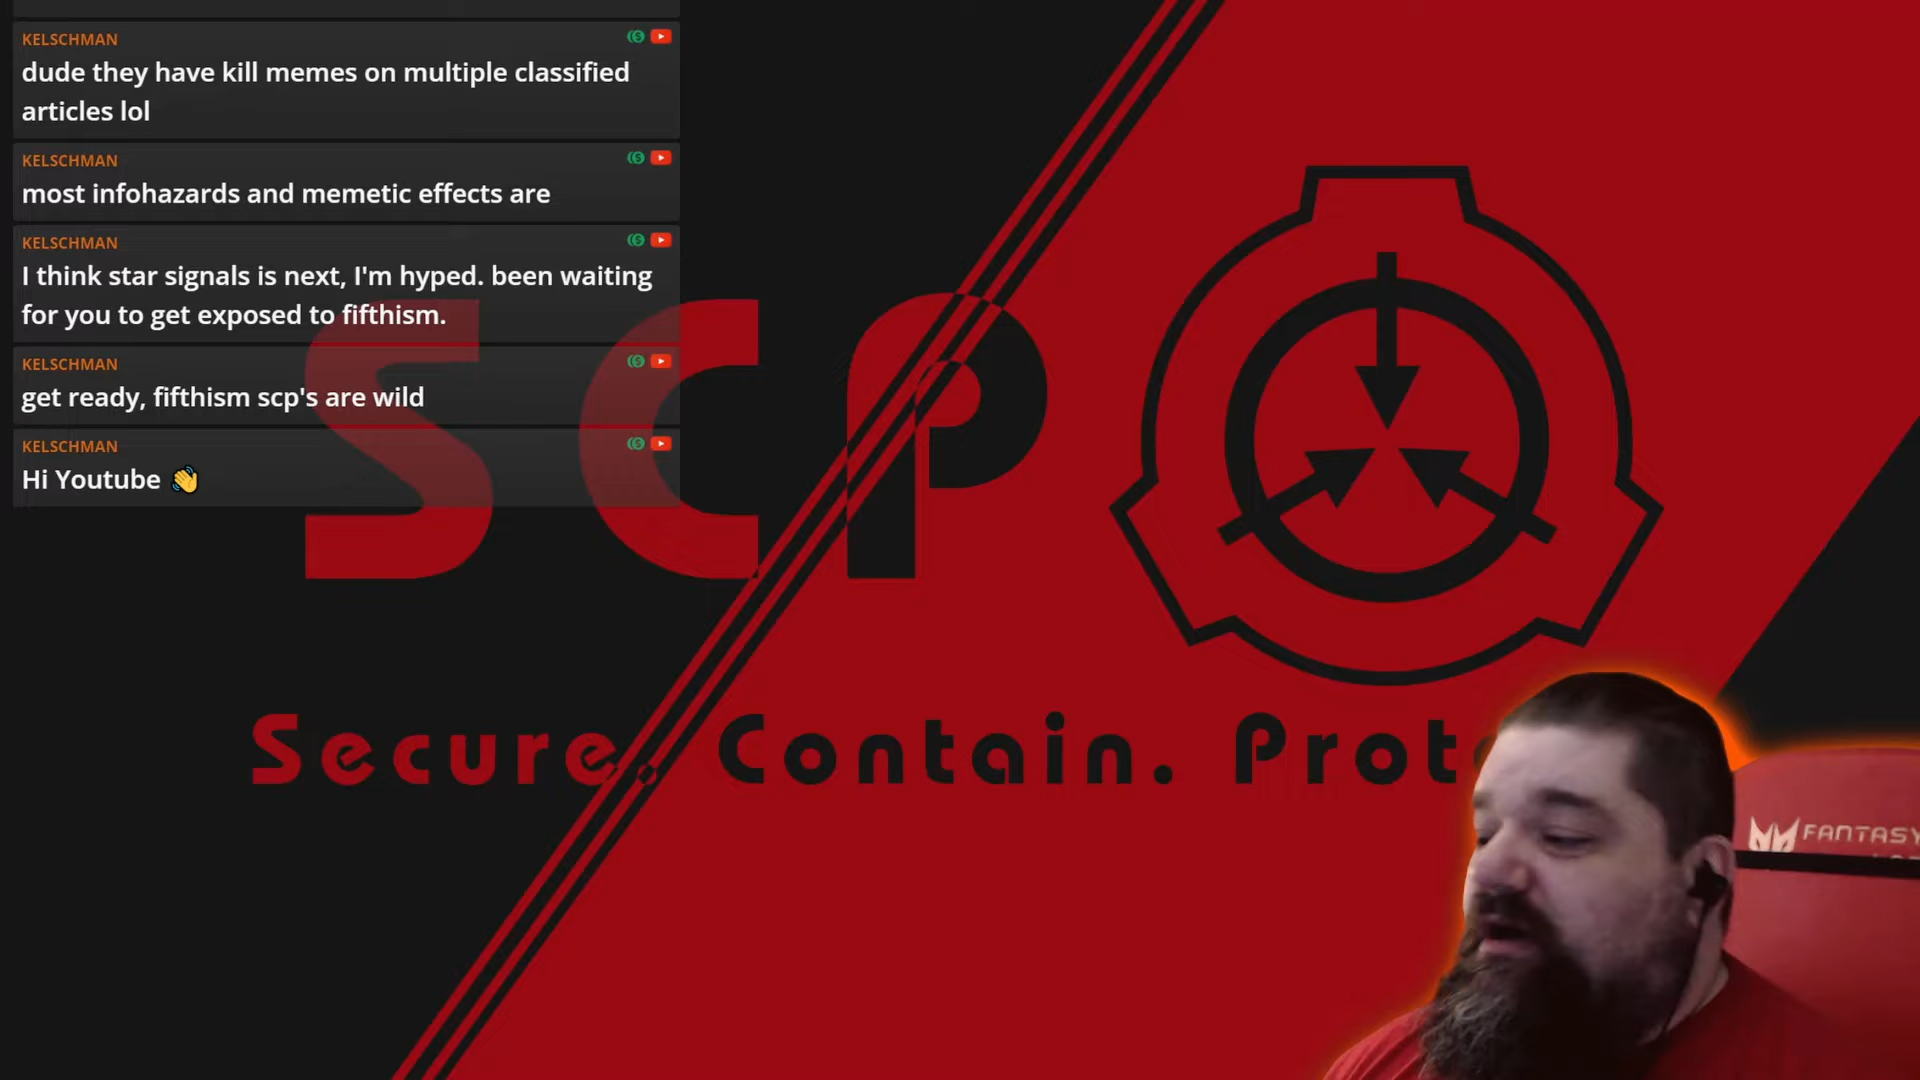 KELSCHMAN
dude they have kill memes on multiple classified
articles lol
KELSCHMAN
most infohazards and memetic effects are
KELSCHMAN
I think star signals is next, I'm hyped. been waiting
for you to get exposed to fifthism.
KELSCHMAN
get ready, fifthism scp's are wild
KELSCHMAN
Hi Youtube 👋
SCP
Secure. Contain. Prote
FANTASY